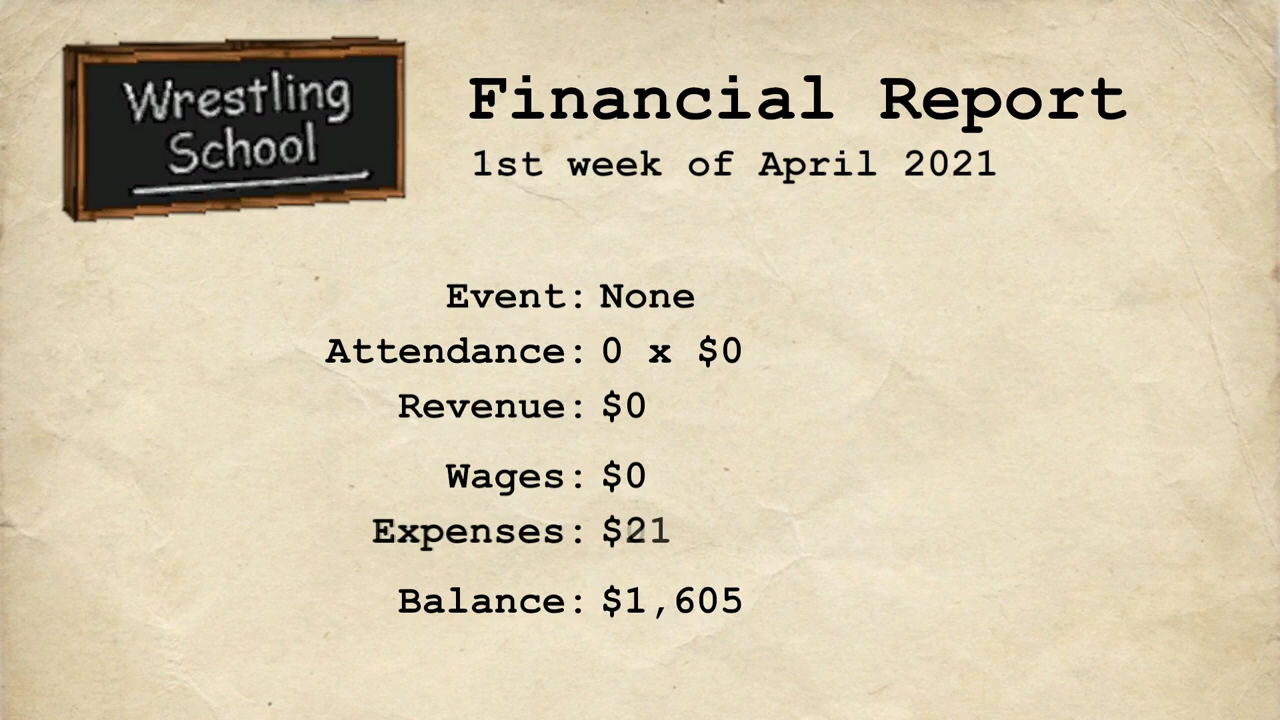 Wrestling
School
Financial Report
1st week of April 2021
Event: None
Attendance: 0 x $0
Revenue: $0
Wages: $0
Expenses: $21
Balance: $1,605